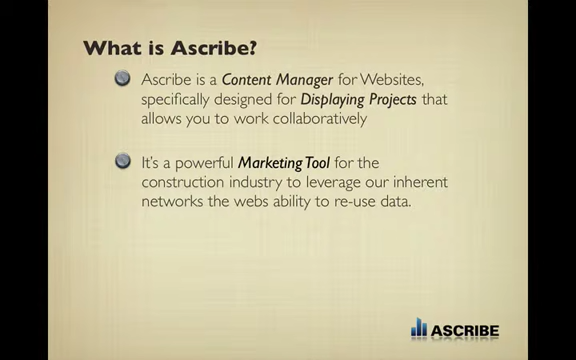 What is Ascribe?
Ascribe is a Content Manager for Websites,
specifically designed for Displaying Projects that
allows you to work collaboratively
It's a powerful Marketing Tool for the
construction industry to leverage our inherent
networks the webs ability to re-use data.
ASCRIBE